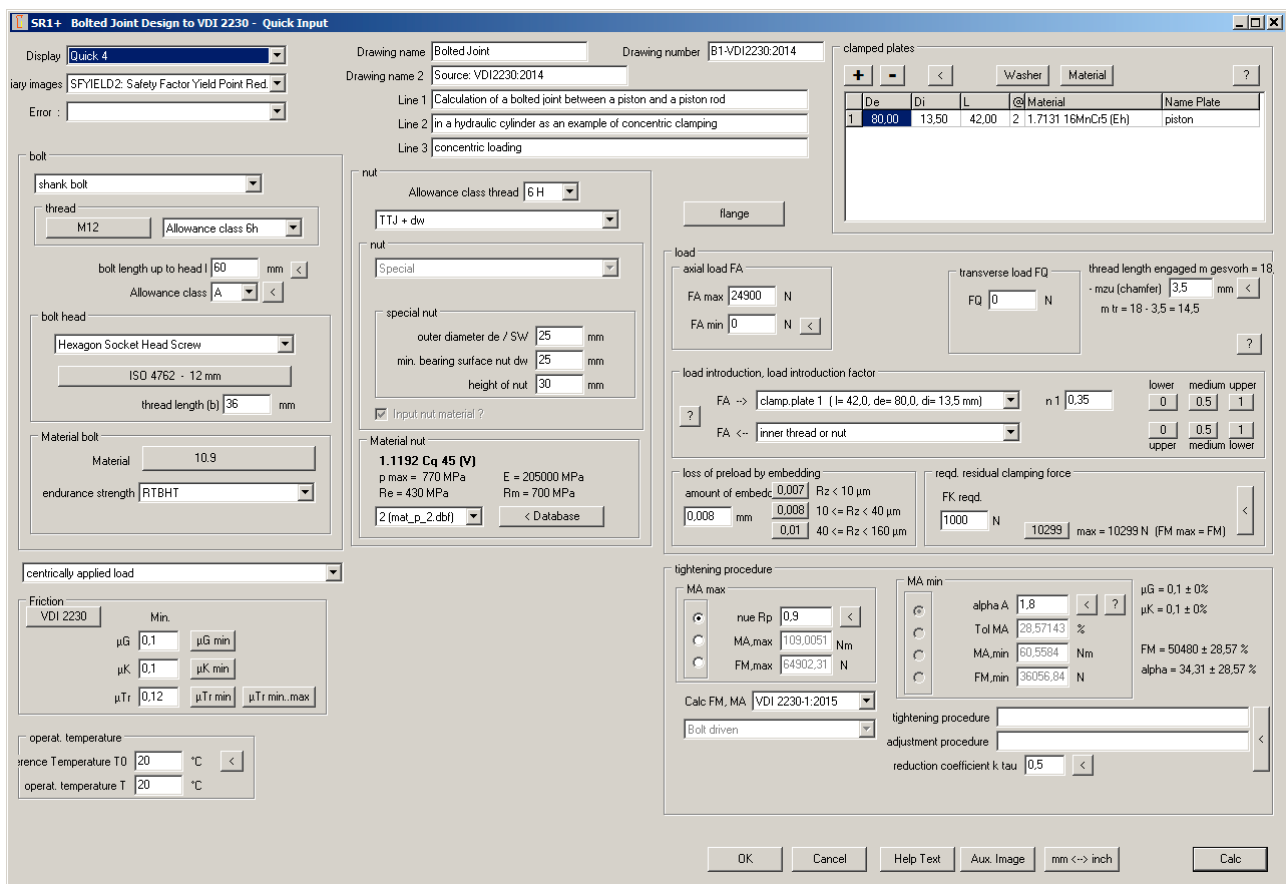 SR1+ Bolted Joint Design to VDI 2230 - Quick Input
Display Quick 4
iary images SFYIELD2: Safety Factor Yield Point Red.
Error :
Drawing name Bolted Joint Drawing number B1-VDI2230:2014
Drawing name 2 Source: VDI2230:2014
Line 1 Calculation of a bolted joint between a piston and a piston rod
Line 2 in a hydraulic cylinder as an example of concentric clamping
Line 3 concentric loading
clamped plates
+ - < Washer Material ?
De Di L @ Material Name Plate
1 80,00 13,50 42,00 2 1.7131 16MnCr5 (Eh) piston
bolt
shank bolt
thread
M12 Allowance class 6h
bolt length up to head l 60 mm <
Allowance class A <
bolt head
Hexagon Socket Head Screw
ISO 4762 - 12 mm
thread length (b) 36 mm
Material bolt
Material 10.9
endurance strength RTBHT
centrically applied load
Friction
VDI 2230 Min.
µG 0,1 µG min
µK 0,1 µK min
µTr 0,12 µTr min µTr min..max
operat. temperature
erence Temperature T0 20 °C <
operat. temperature T 20 °C
nut
Allowance class thread 6 H
TTJ + dw
nut
Special
special nut
outer diameter de / SW 25 mm
min. bearing surface nut dw 25 mm
height of nut 30 mm
Input nut material ?
Material nut
1.1192 Cq 45 (V)
p max = 770 MPa E = 205000 MPa
Re = 430 MPa Rm = 700 MPa
2 (mat_p_2.dbf) < Database
flange
load
axial load FA
FA max 24900 N
FA min 0 N <
transverse load FQ
FQ 0 N
thread length engaged m gesvorh = 18,
- mzu (chamfer) 3,5 mm <
m tr = 18 - 3,5 = 14,5
?
load introduction, load introduction factor
lower medium upper
FA --> clamp.plate 1 ( l= 42,0, de= 80,0, di= 13,5 mm) n 1 0,35 0 0.5 1
?
FA <-- inner thread or nut 0 0.5 1
upper medium lower
loss of preload by embedding
amount of embedc 0,007 Rz < 10 µm
0,008 mm 0,008 10 <= Rz < 40 µm
0,01 40 <= Rz < 160 µm
reqd. residual clamping force
FK reqd.
1000 N 10299 max = 10299 N (FM max = FM) <
tightening procedure
MA max
nue Rp 0,9 <
MA,max 109,0051 Nm
FM,max 64902,31 N
MA min
alpha A 1,8 < ?
Tol MA 28,57143 %
MA,min 60,5584 Nm
FM,min 36056,84 N
µG = 0,1 ± 0%
µK = 0,1 ± 0%
FM = 50480 ± 28,57 %
alpha = 34,31 ± 28,57 %
Calc FM, MA VDI 2230-1:2015
Bolt driven
tightening procedure
adjustment procedure <
reduction coefficient k tau 0,5 <
OK Cancel Help Text Aux. Image mm <--> inch Calc